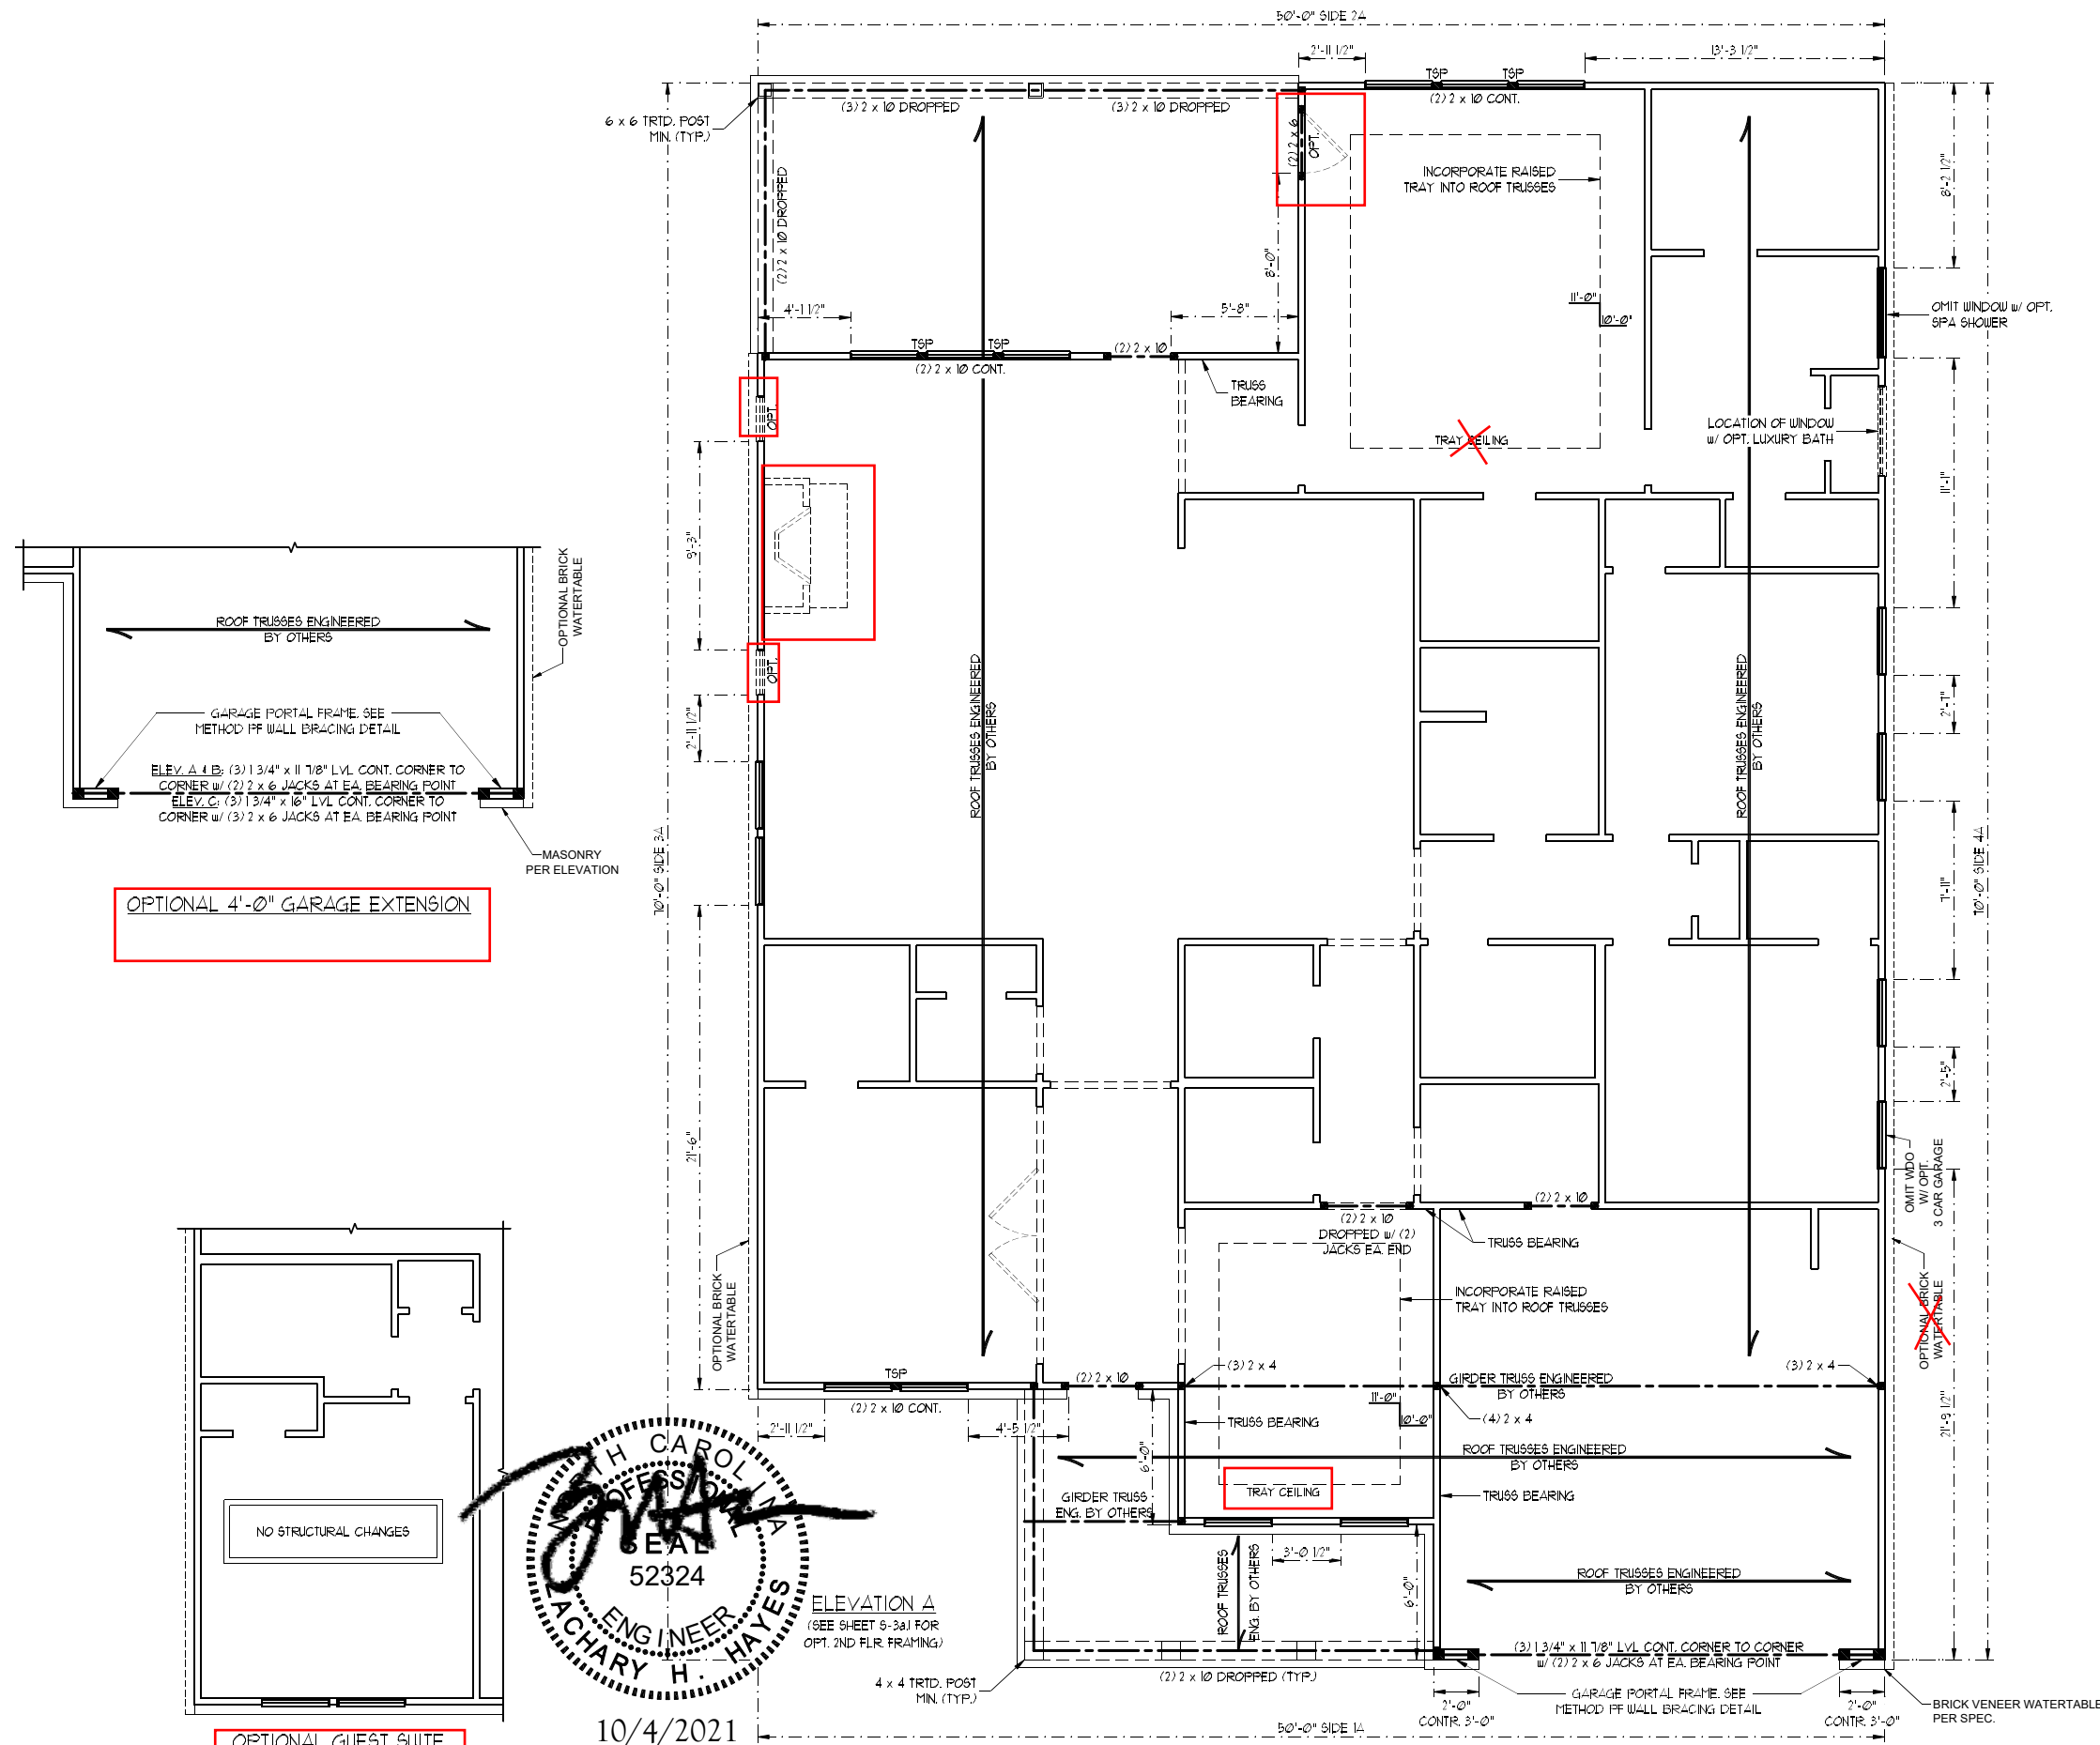 50'-0" SIDE 2A
2'-11 1/2"
13'-3 1/2"
TSP
TSP
(2) 2 x 10 CONT.
(3) 2 x 10 DROPPED
(3) 2 x 10 DROPPED
6 x 6 TRTD. POST
MIN. (TYP.)
(2) 2 x 10 DROPPED
(2) 2 x 6
OPT.
INCORPORATE RAISED
TRAY INTO ROOF TRUSSES
8'-2 1/2"
8'-0"
11'-0"
10'-0"
OMIT WINDOW w/ OPT.
SPA SHOWER
4'-1 1/2"
5'-8"
TSP
TSP
(2) 2 x 10
(2) 2 x 10 CONT.
TRUSS
BEARING
OPT.
TRAY CEILING
LOCATION OF WINDOW
w/ OPT. LUXURY BATH
11'-1"
9'-3"
OPTIONAL BRICK
WATERTABLE
ROOF TRUSSES ENGINEERED
BY OTHERS
OPT.
2'-11 1/2"
ROOF TRUSSES ENGINEERED
BY OTHERS
ROOF TRUSSES ENGINEERED
BY OTHERS
2'-7"
GARAGE PORTAL FRAME. SEE
METHOD PF WALL BRACING DETAIL
ELEV. A & B: (3) 1 3/4" x 11 7/8" LVL CONT. CORNER TO
CORNER w/ (2) 2 x 6 JACKS AT EA. BEARING POINT
ELEV. C: (3) 1 3/4" x 16" LVL CONT. CORNER TO
CORNER w/ (3) 2 x 6 JACKS AT EA. BEARING POINT
MASONRY
PER ELEVATION
OPTIONAL 4'-0" GARAGE EXTENSION
70'-0" SIDE 3A
7'-11"
70'-0" SIDE 4A
2'-5"
21'-6"
OMIT WDO
W/ OPT.
3 CAR GARAGE
(2) 2 x 10
(2) 2 x 10
DROPPED w/ (2)
JACKS EA. END
TRUSS BEARING
OPTIONAL BRICK
WATERTABLE
INCORPORATE RAISED
TRAY INTO ROOF TRUSSES
OPTIONAL BRICK
WATERTABLE
TSP
(2) 2 x 10
(3) 2 x 4
GIRDER TRUSS ENGINEERED
BY OTHERS
(3) 2 x 4
(2) 2 x 10 CONT.
11'-0"
10'-0"
(4) 2 x 4
2'-11 1/2"
4'-5 1/2"
TRUSS BEARING
21'-9 1/2"
6'-0"
ROOF TRUSSES ENGINEERED
BY OTHERS
TRAY CEILING
TRUSS BEARING
GIRDER TRUSS
ENG. BY OTHERS
NO STRUCTURAL CHANGES
NORTH CAROLINA
PROFESSIONAL
SEAL
52324
ENGINEER
ZACHARY H. HAYES
10/4/2021
ELEVATION A
(SEE SHEET S-3a.1 FOR
OPT. 2ND FLR. FRAMING)
ROOF TRUSSES
ENG. BY OTHERS
3'-0 1/2"
6'-0"
ROOF TRUSSES ENGINEERED
BY OTHERS
(3) 1 3/4" x 11 7/8" LVL CONT. CORNER TO CORNER
w/ (2) 2 x 6 JACKS AT EA. BEARING POINT
4 x 4 TRTD. POST
MIN. (TYP.)
(2) 2 x 10 DROPPED (TYP.)
2'-0"
CONTR. 3'-0"
GARAGE PORTAL FRAME. SEE
METHOD PF WALL BRACING DETAIL
2'-0"
CONTR. 3'-0"
BRICK VENEER WATERTABLE
PER SPEC.
OPTIONAL GUEST SUITE
50'-0" SIDE 1A